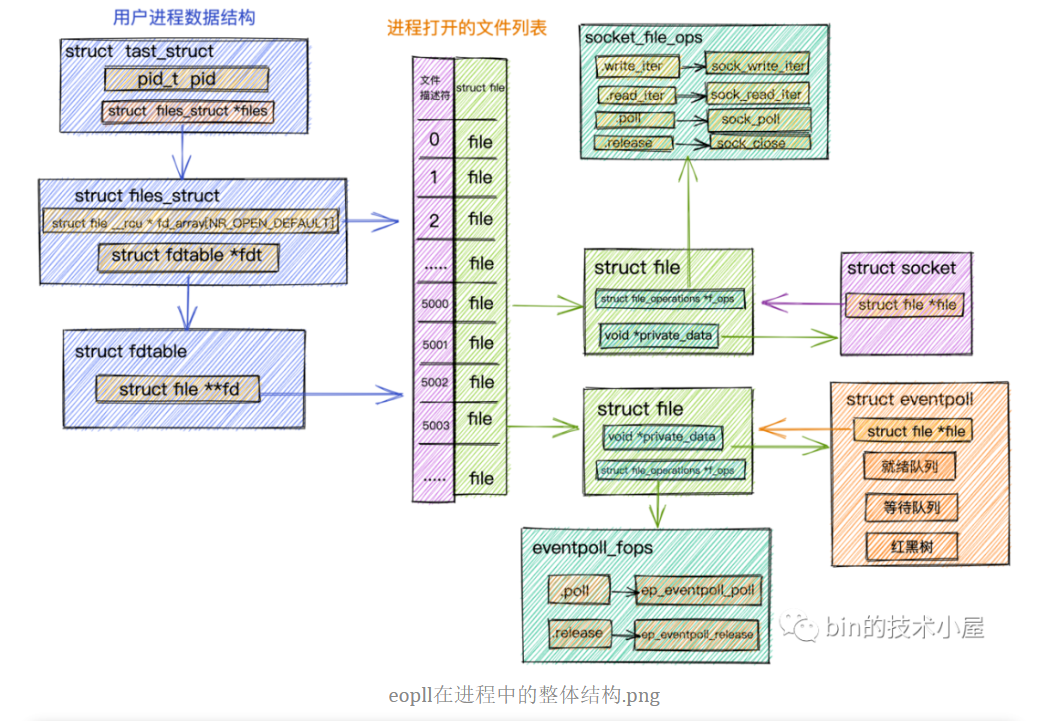 用户进程数据结构
struct tast_struct
pid_t pid
struct files_struct *files
struct files_struct
struct file __rcu * fd_array[NR_OPEN_DEFAULT]
struct fdtable *fdt
struct fdtable
struct file **fd
进程打开的文件列表
文件
描述符
struct file
0
file
1
file
2
file
.....
file
5000
file
5001
file
5002
file
5003
file
.....
file
socket_file_ops
.write_iter
sock_write_iter
.read_iter
sock_read_iter
.poll
sock_poll
.release
sock_close
struct file
struct file_operations *f_ops
void *private_data
struct socket
struct file *file
struct file
void *private_data
struct file_operations *f_ops
struct eventpoll
struct file *file
就绪队列
等待队列
红黑树
eventpoll_fops
.poll
ep_eventpoll_poll
.release
ep_eventpoll_release
bin的技术小屋
eopll在进程中的整体结构.png